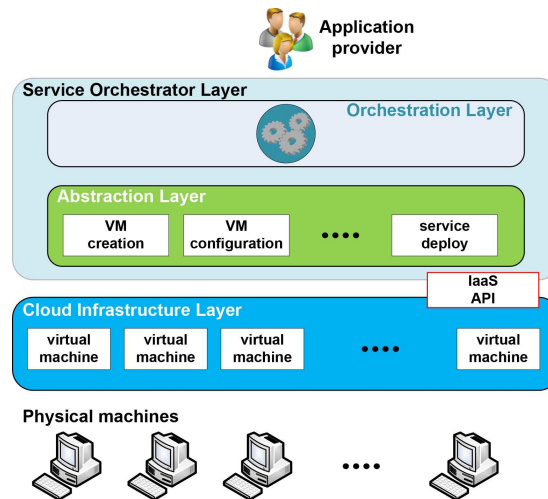 Application
provider
Service Orchestrator Layer
Orchestration Layer
Abstraction Layer
VM
creation
VM
configuration
••••
service
deploy
IaaS
API
Cloud Infrastructure Layer
virtual
machine
virtual
machine
virtual
machine
••••
virtual
machine
Physical machines
••••